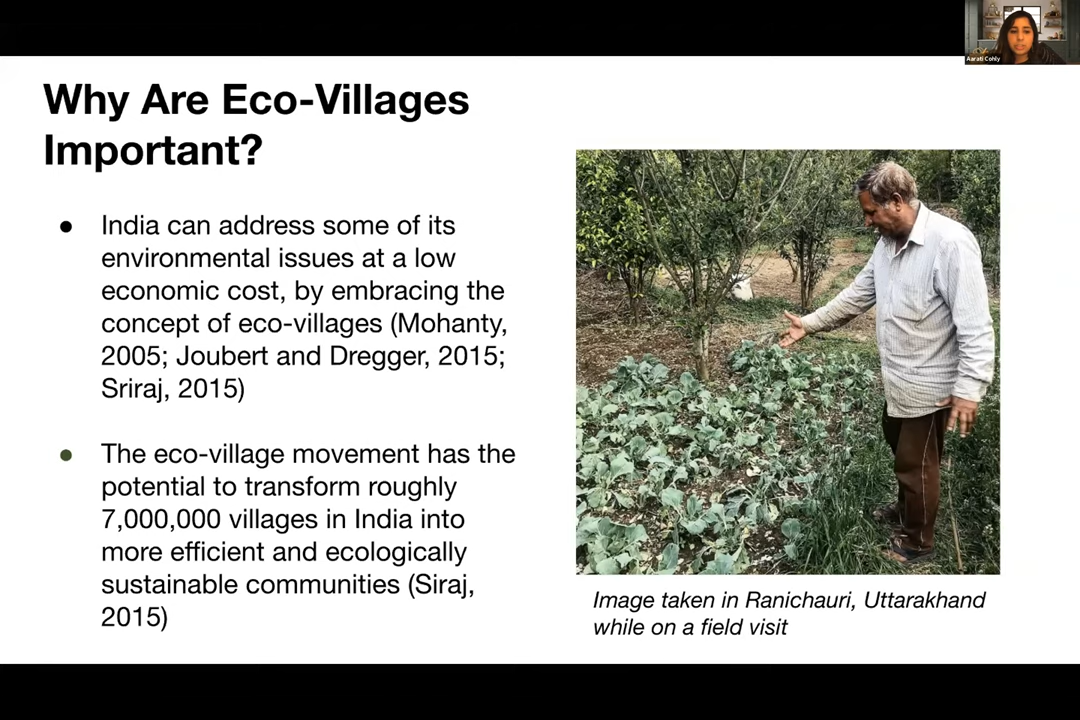 Aarati Cohly
Why Are Eco-Villages
Important?
● India can address some of its
environmental issues at a low
economic cost, by embracing the
concept of eco-villages (Mohanty,
2005; Joubert and Dregger, 2015;
Sriraj, 2015)
● The eco-village movement has the
potential to transform roughly
7,000,000 villages in India into
more efficient and ecologically
sustainable communities (Siraj,
2015)
Image taken in Ranichauri, Uttarakhand
while on a field visit